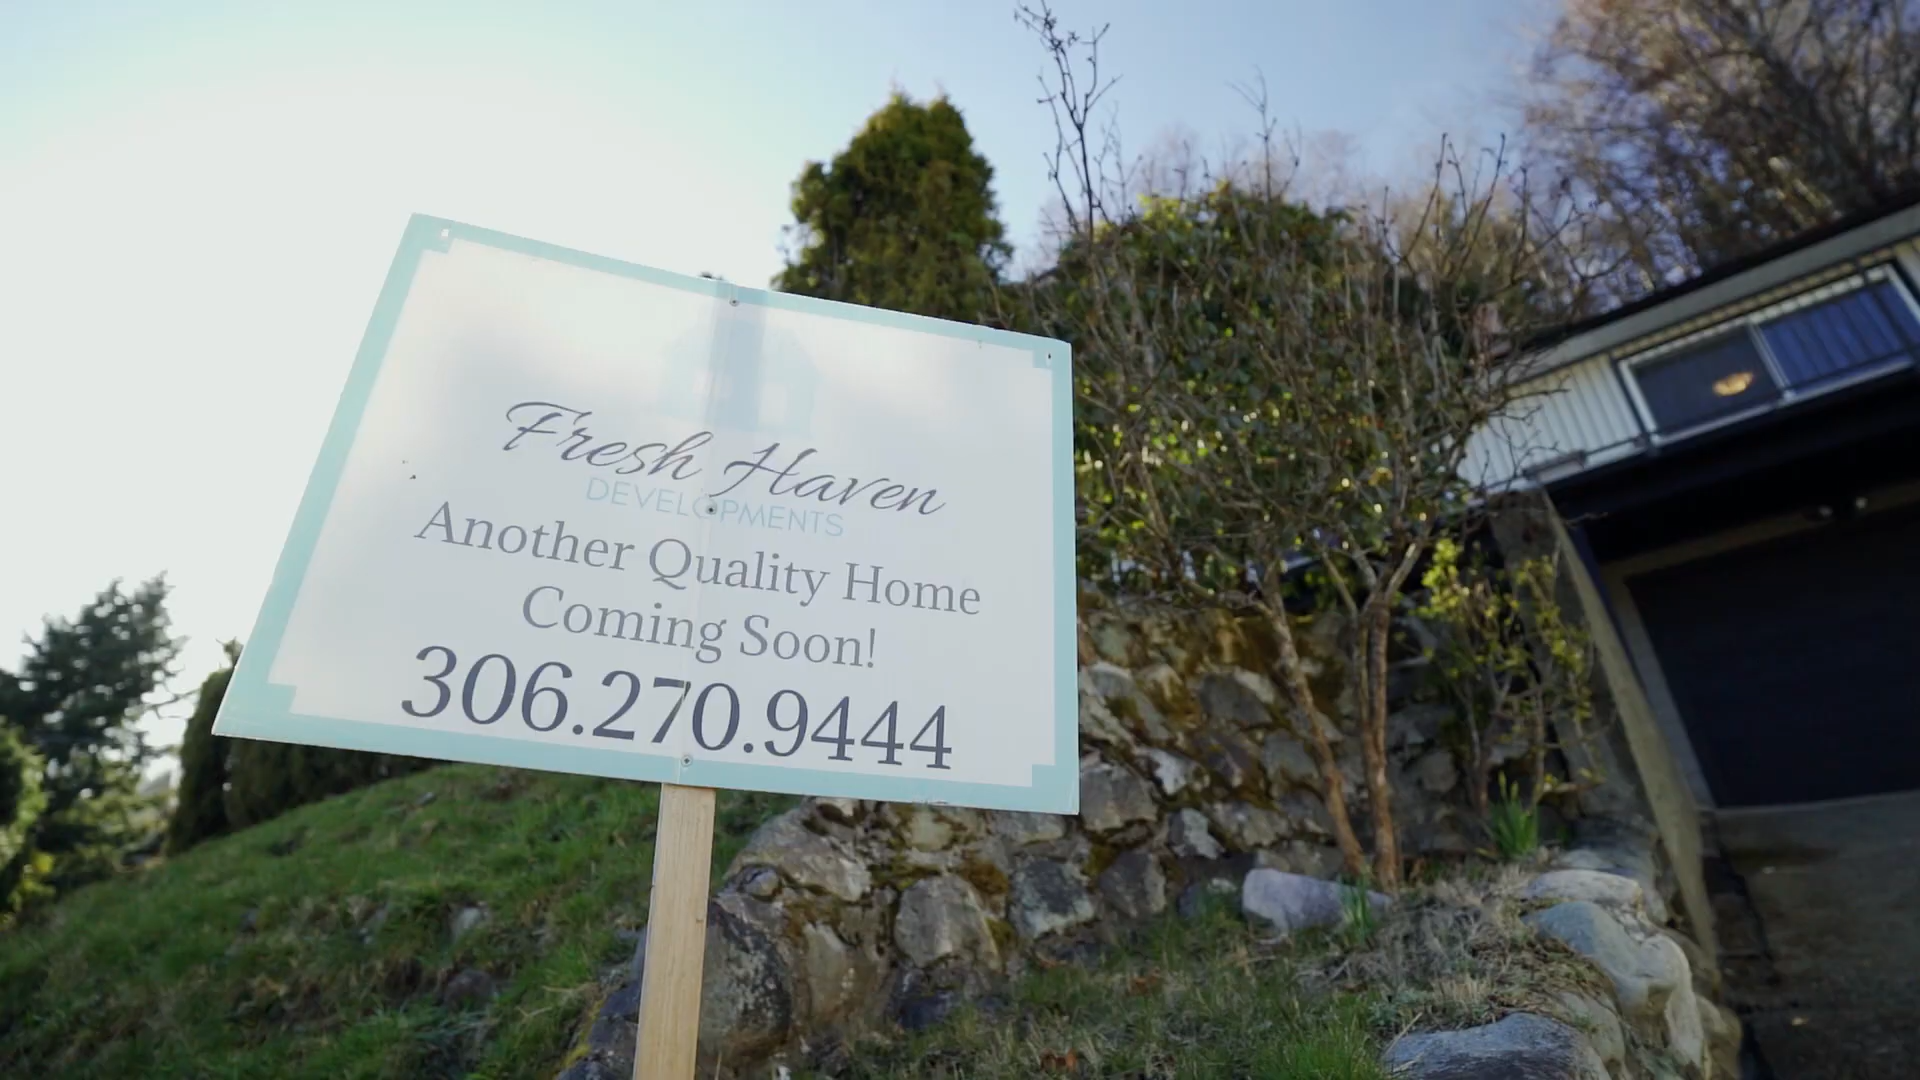 Fresh Haven
DEVELOPMENTS
Another Quality Home
Coming Soon!
306.270.9444